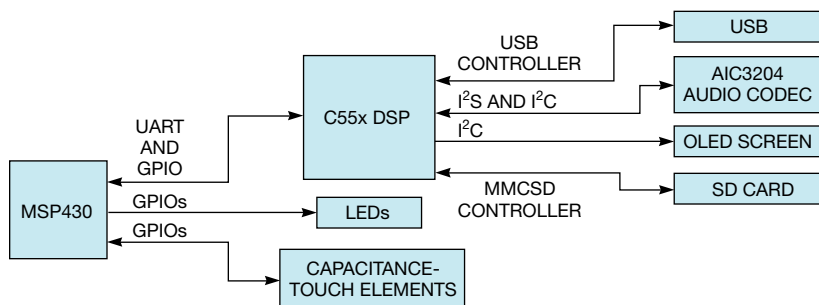 USB
CONTROLLER
USB
AIC3204
AUDIO CODEC
C55x DSP
I²S AND I²C
I²C
OLED SCREEN
UART
AND
GPIO
MMCSD
CONTROLLER
SD CARD
MSP430
GPIOs
LEDs
GPIOs
CAPACITANCE-
TOUCH ELEMENTS